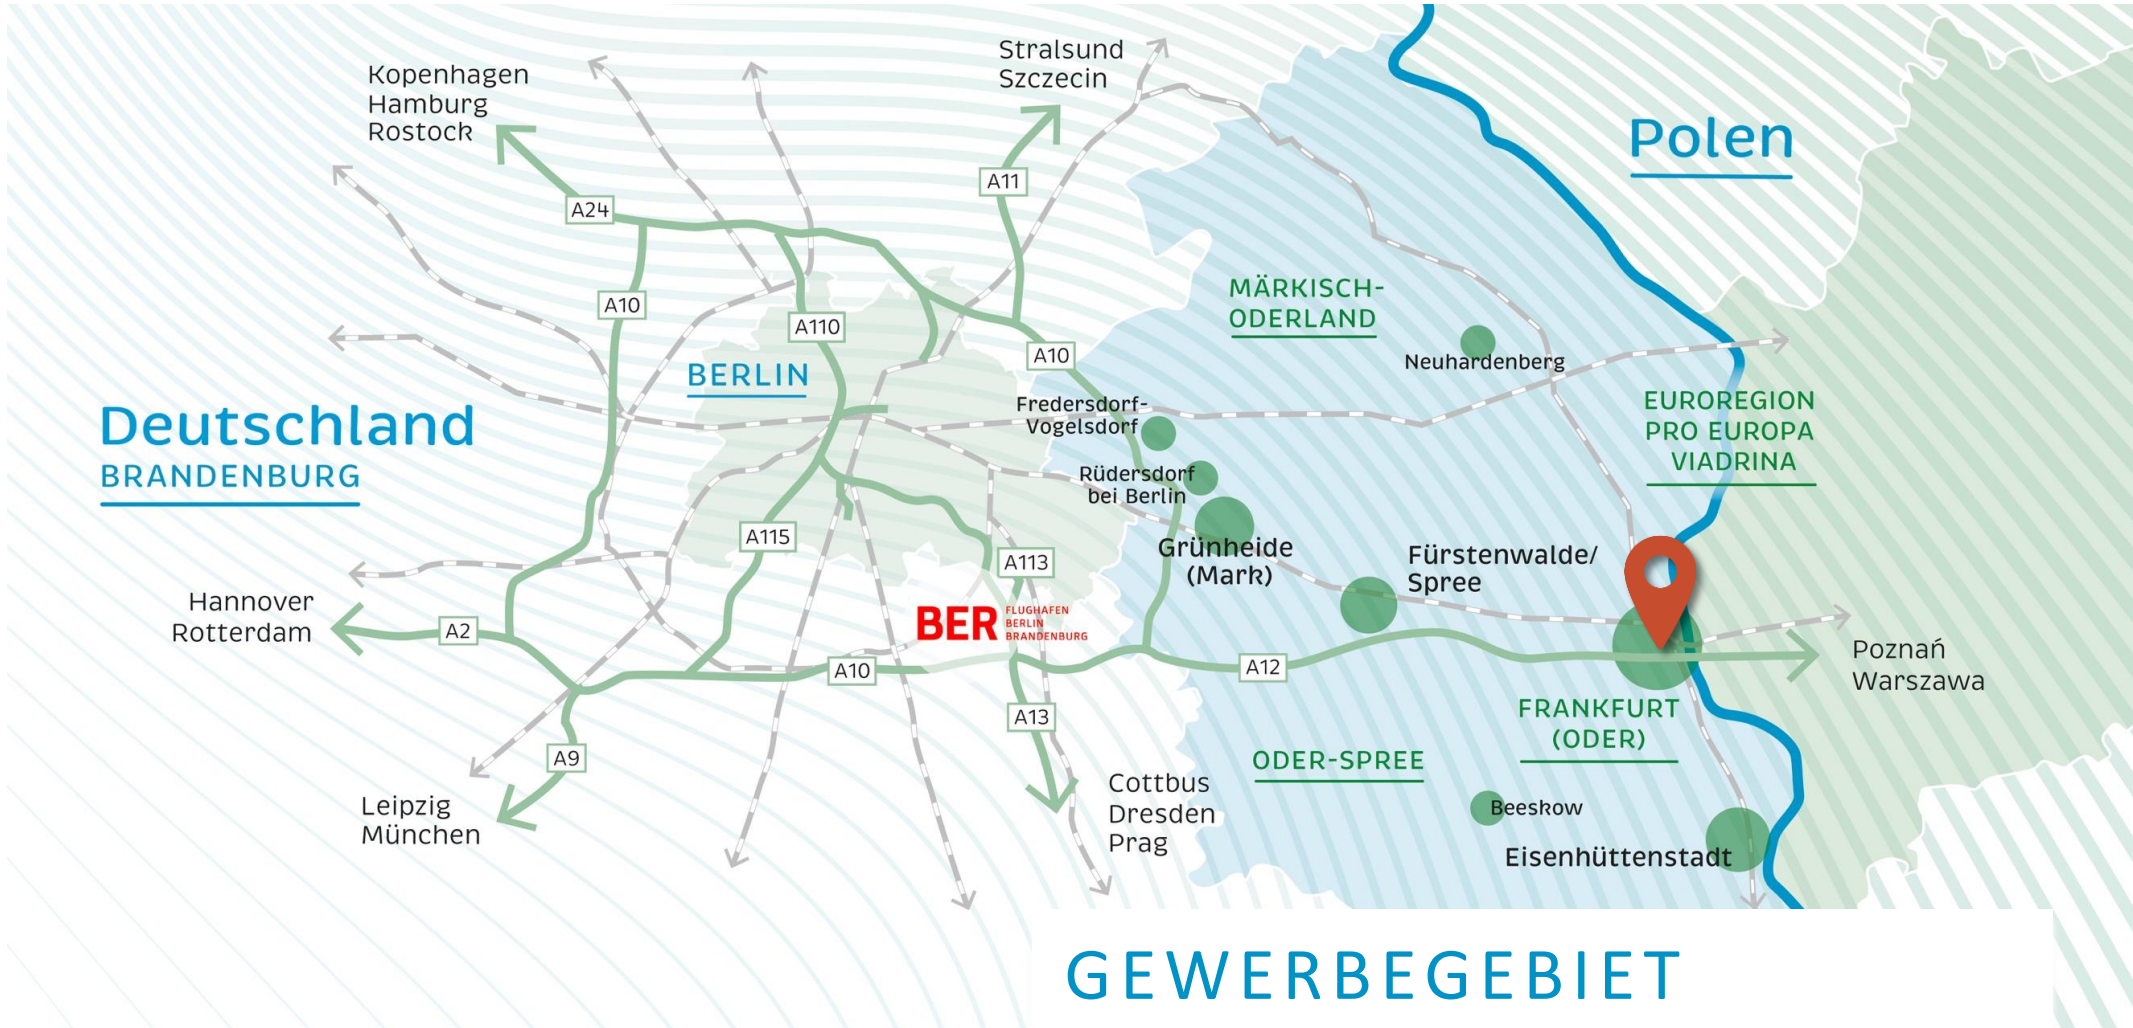 Kopenhagen
Hamburg
Rostock
Stralsund
Szczecin
Polen
A24
A11
A10
A110
A10
MÄRKISCH-
ODERLAND
Neuhardenberg
BERLIN
Deutschland
BRANDENBURG
Fredersdorf-
Vogelsdorf
EUROREGION
PRO EUROPA
VIADRINA
Rüdersdorf
bei Berlin
A115
A113
Grünheide
(Mark)
Fürstenwalde/
Spree
Hannover
Rotterdam
A2
BER
FLUGHAFEN
BERLIN
BRANDENBURG
A10
A12
Poznań
Warszawa
A13
FRANKFURT
(ODER)
A9
ODER-SPREE
Leipzig
München
Cottbus
Dresden
Prag
Beeskow
Eisenhüttenstadt
GEWERBEGEBIET